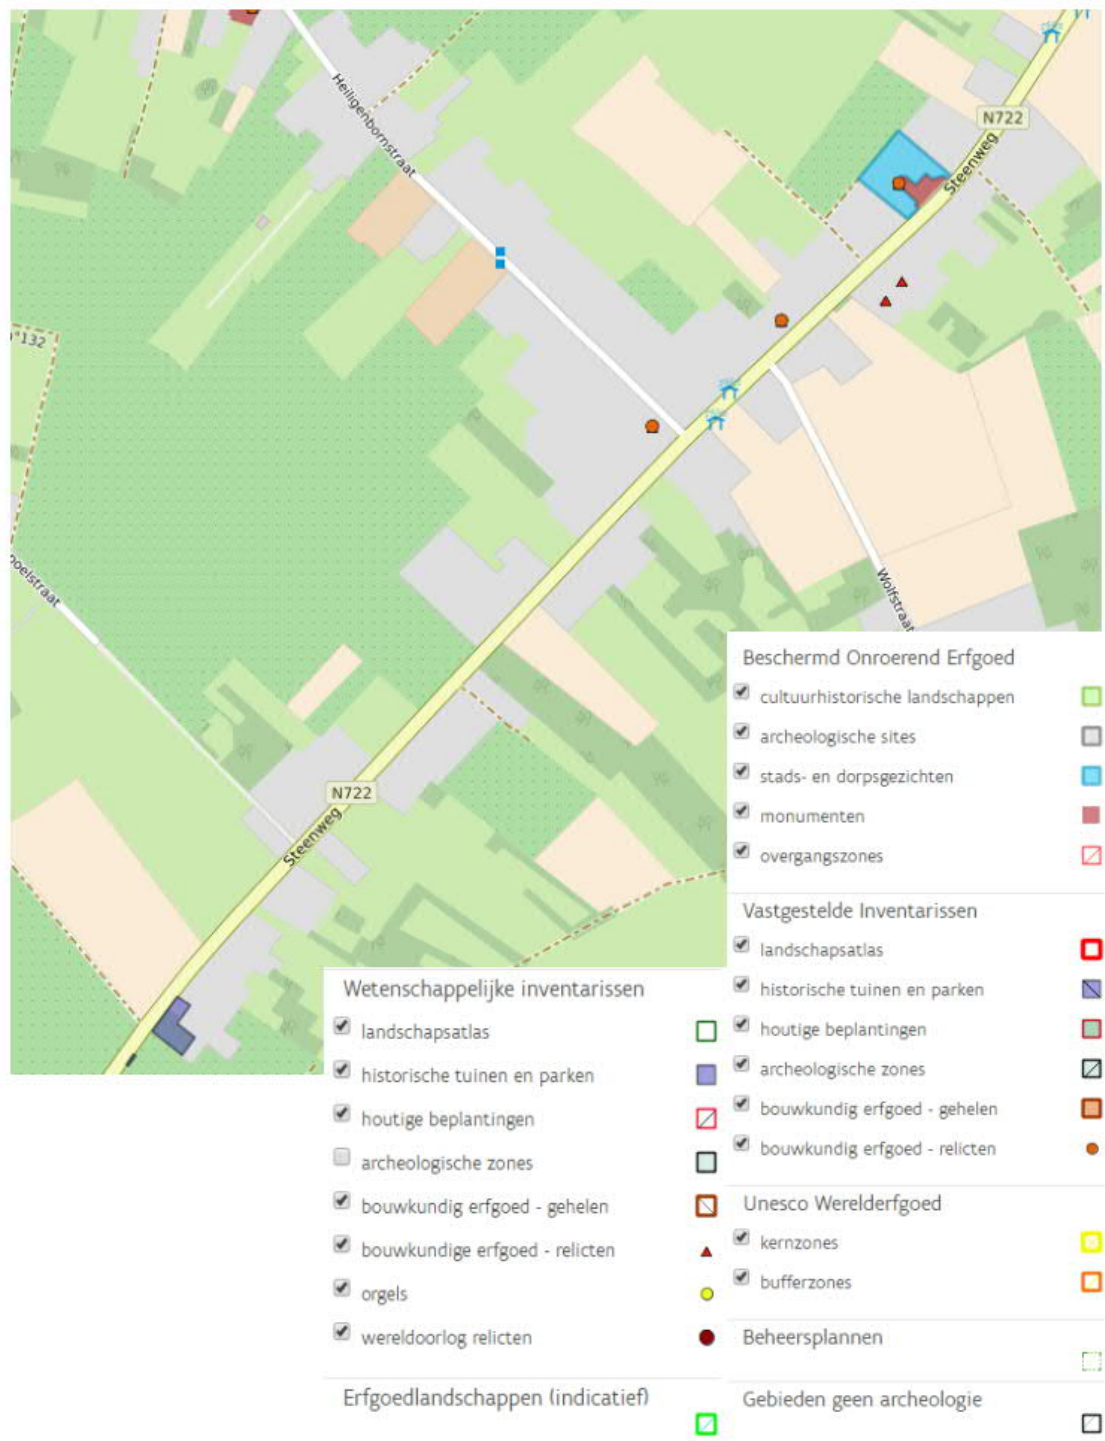 Heiligenbornstraat
N722
Steenweg
°132
oelstraat
Wolfstraat
N722
Steenweg
Beschermd Onroerend Erfgoed
cultuurhistorische landschappen
archeologische sites
stads- en dorpsgezichten
monumenten
overgangszones
Vastgestelde Inventarissen
landschapsatlas
historische tuinen en parken
houtige beplantingen
archeologische zones
bouwkundig erfgoed - gehelen
bouwkundig erfgoed - relicten
Unesco Werelderfgoed
kernzones
bufferzones
Beheersplannen
Gebieden geen archeologie
Wetenschappelijke inventarissen
landschapsatlas
historische tuinen en parken
houtige beplantingen
archeologische zones
bouwkundig erfgoed - gehelen
bouwkundige erfgoed - relicten
orgels
wereldoorlog relicten
Erfgoedlandschappen (indicatief)